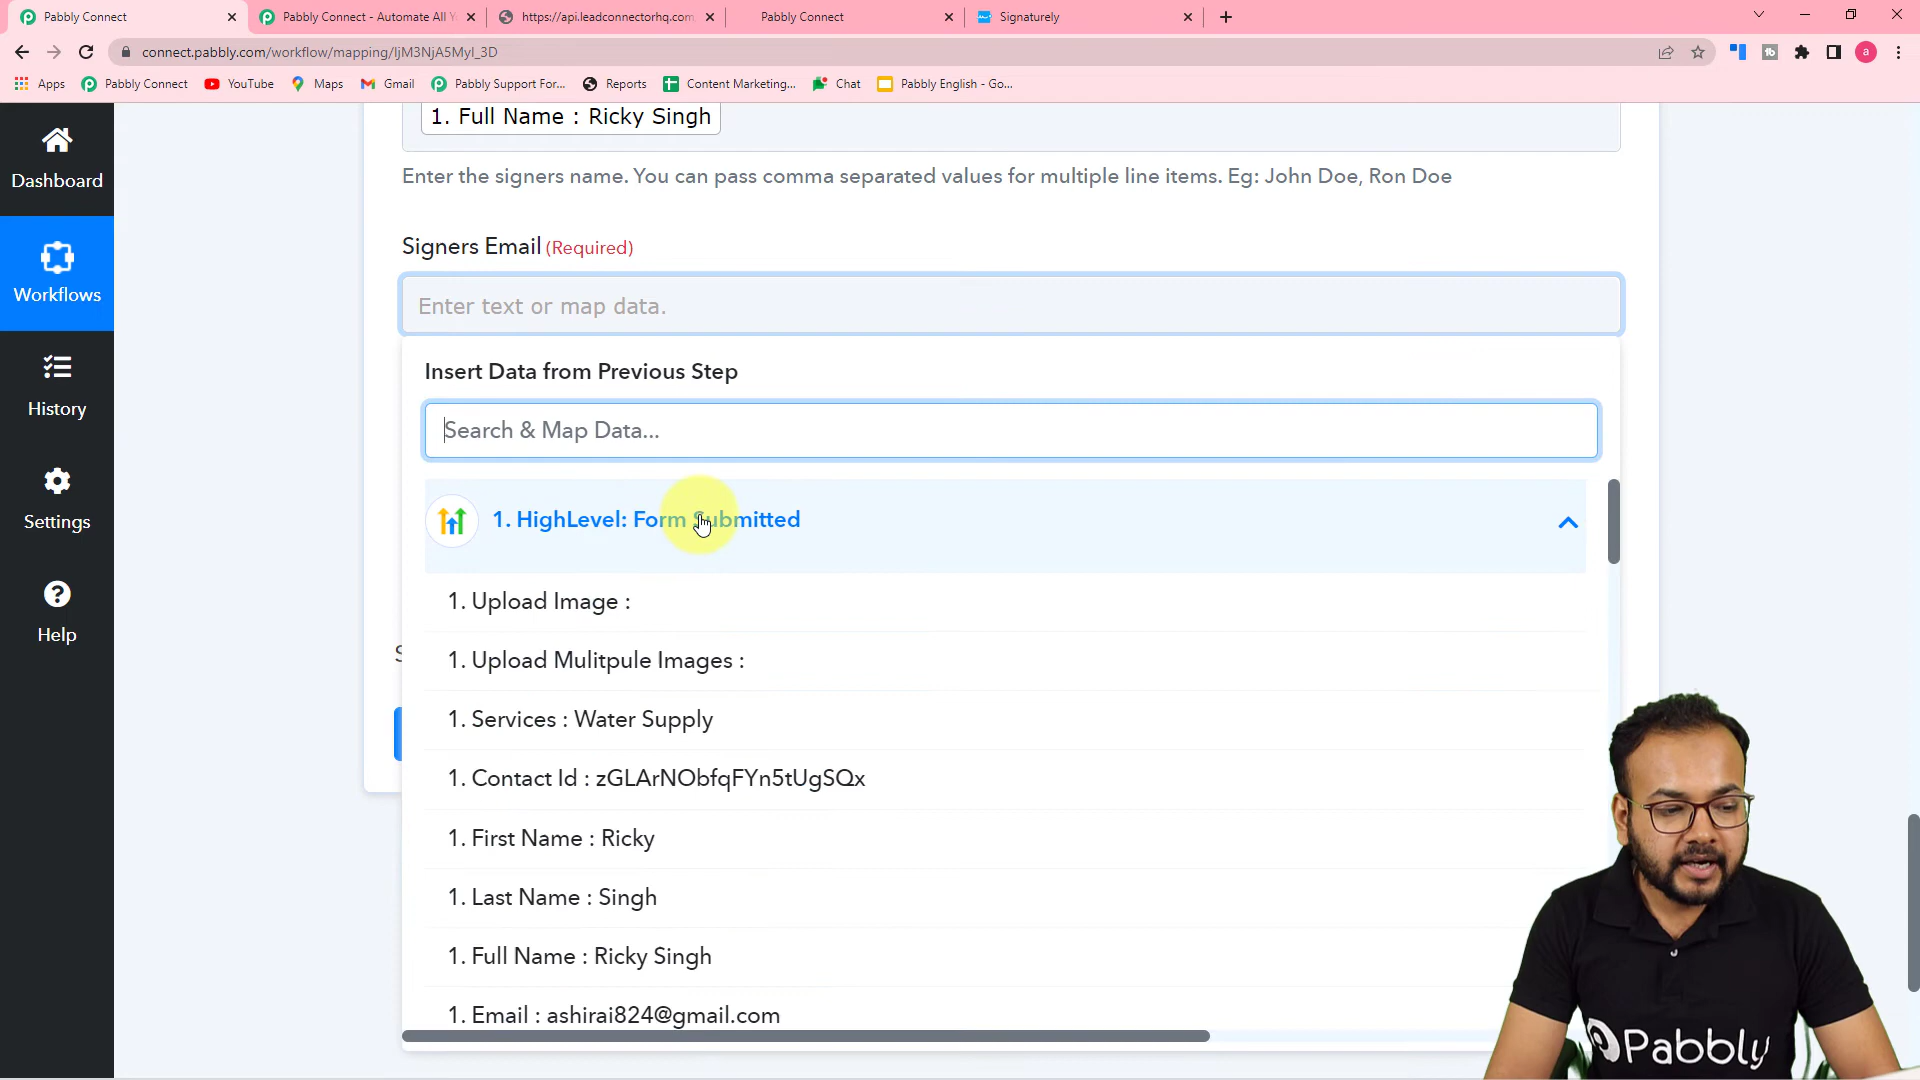 Pabbly Connect
Pabbly Connect - Automate All Y
https://api.leadconnectorhq.com
Pabbly Connect
Signaturely
connect.pabbly.com/workflow/mapping/IjM3NjA5MyI_3D
a
Apps
Pabbly Connect
YouTube
Maps
Gmail
Pabbly Support For...
Reports
Content Marketing...
Chat
Pabbly English - Go...
Dashboard
Workflows
History
Settings
Help
1. Full Name : Ricky Singh
Enter the signers name. You can pass comma separated values for multiple line items. Eg: John Doe, Ron Doe
Signers Email (Required)
Enter text or map data.
Insert Data from Previous Step
Search & Map Data...
1. HighLevel: Form Submitted
1. Upload Image :
1. Upload Mulitpule Images :
1. Services : Water Supply
1. Contact Id : zGLArNObfqFYn5tUgSQx
1. First Name : Ricky
1. Last Name : Singh
1. Full Name : Ricky Singh
1. Email : ashirai824@gmail.com
Pabbly